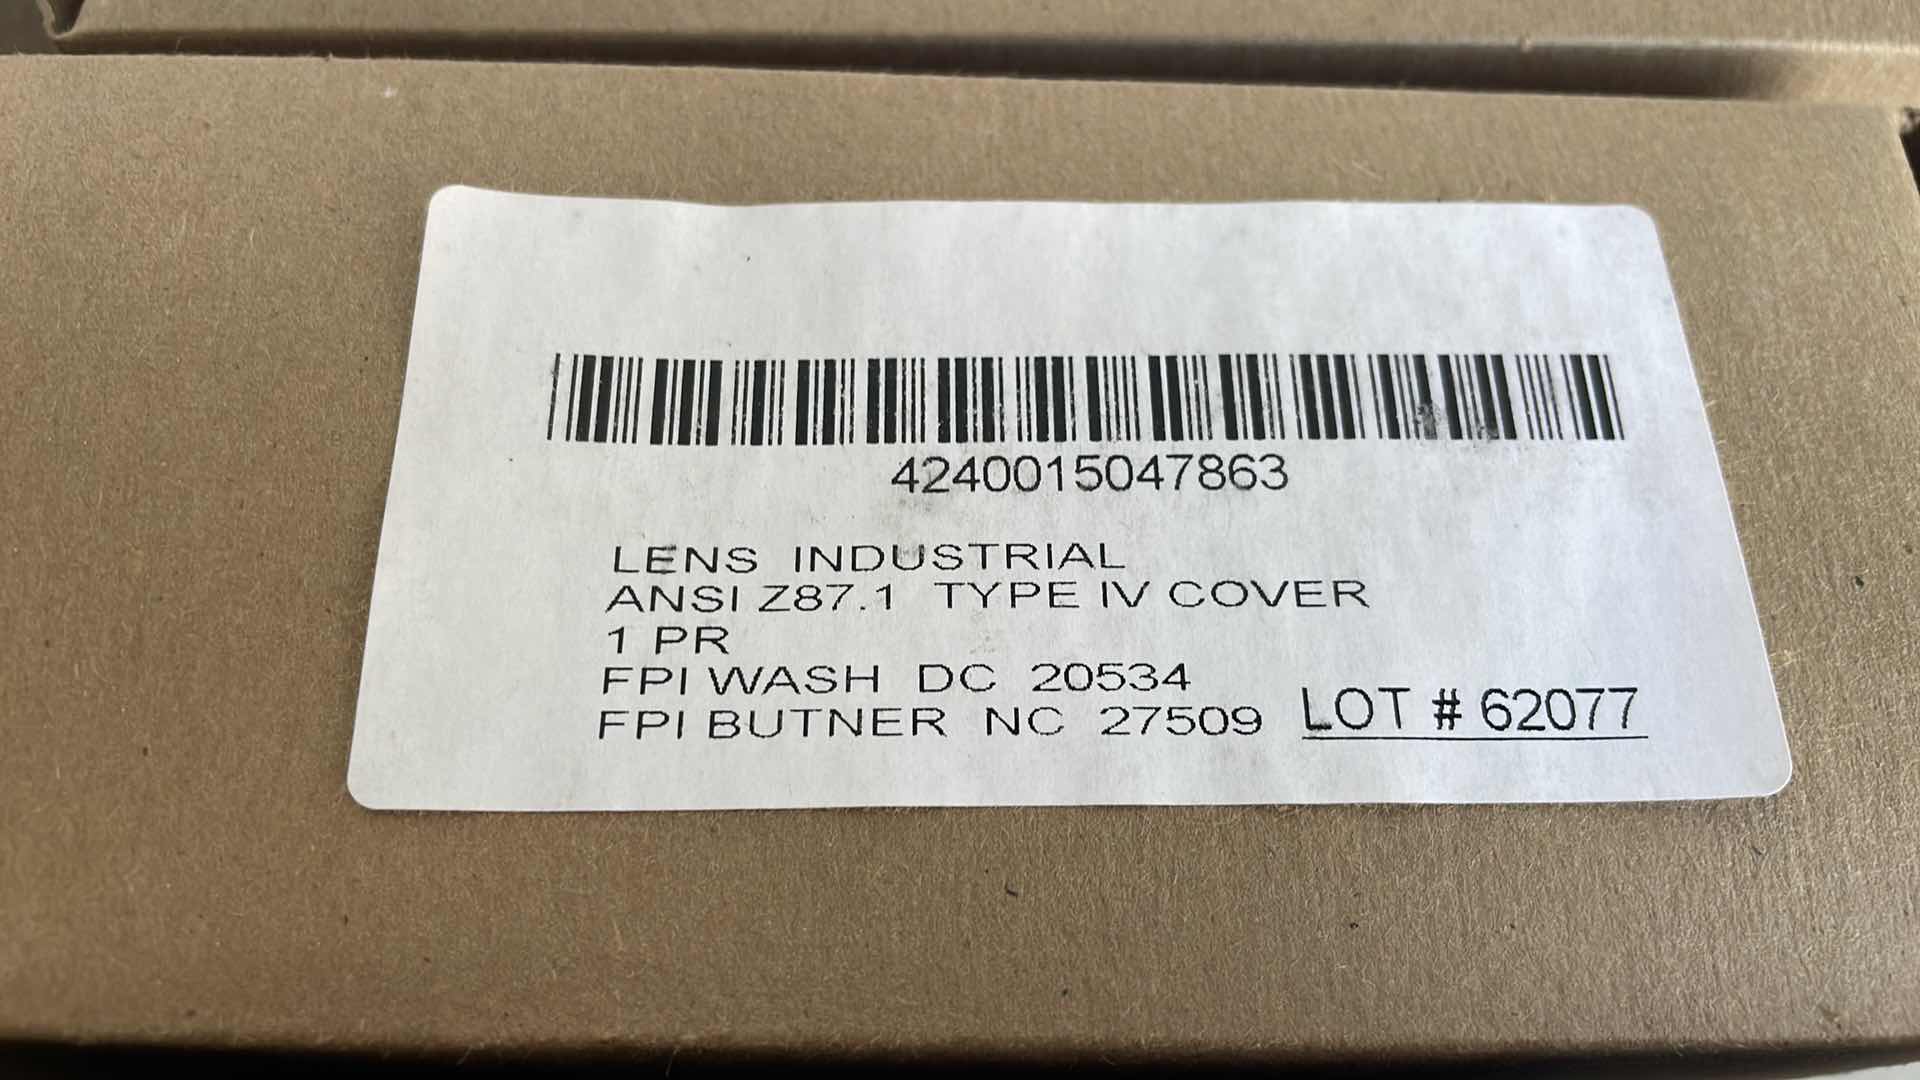 4240015047863
LENS INDUSTRIAL
ANSI Z87.1 TYPE IV COVER
1 PR
FPI WASH DC 20534
FPI BUTNER NC 27509 LOT # 62077